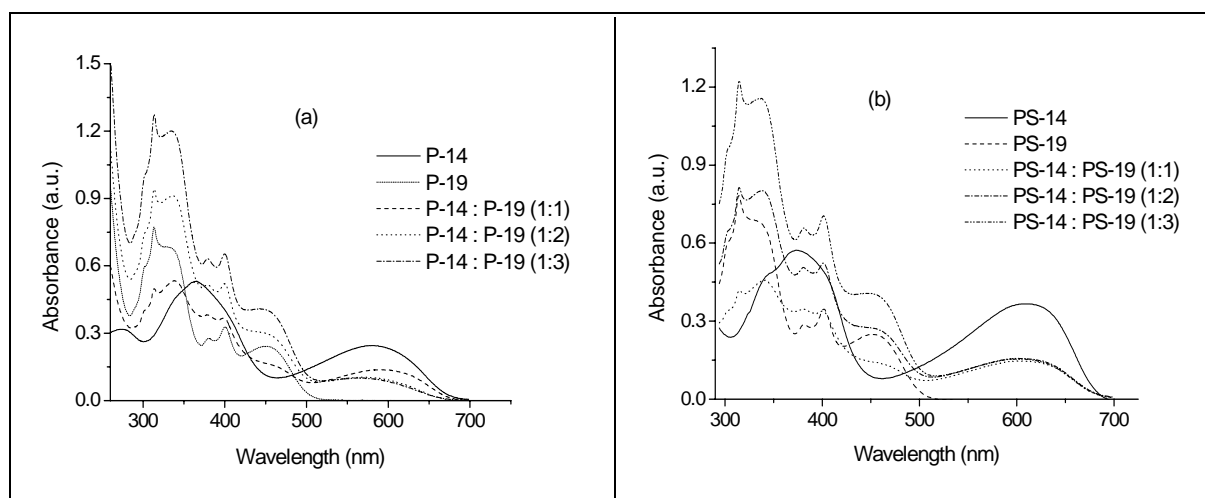 (a)
1.5
1.2
0.9
0.6
0.3
0.0
Absorbance (a.u.)
300 400 500 600 700
Wavelength (nm)
P-14
P-19
P-14 : P-19 (1:1)
P-14 : P-19 (1:2)
P-14 : P-19 (1:3)
(b)
1.2
0.9
0.6
0.3
0.0
Absorbance (a.u.)
300 400 500 600 700
Wavelength (nm)
PS-14
PS-19
PS-14 : PS-19 (1:1)
PS-14 : PS-19 (1:2)
PS-14 : PS-19 (1:3)